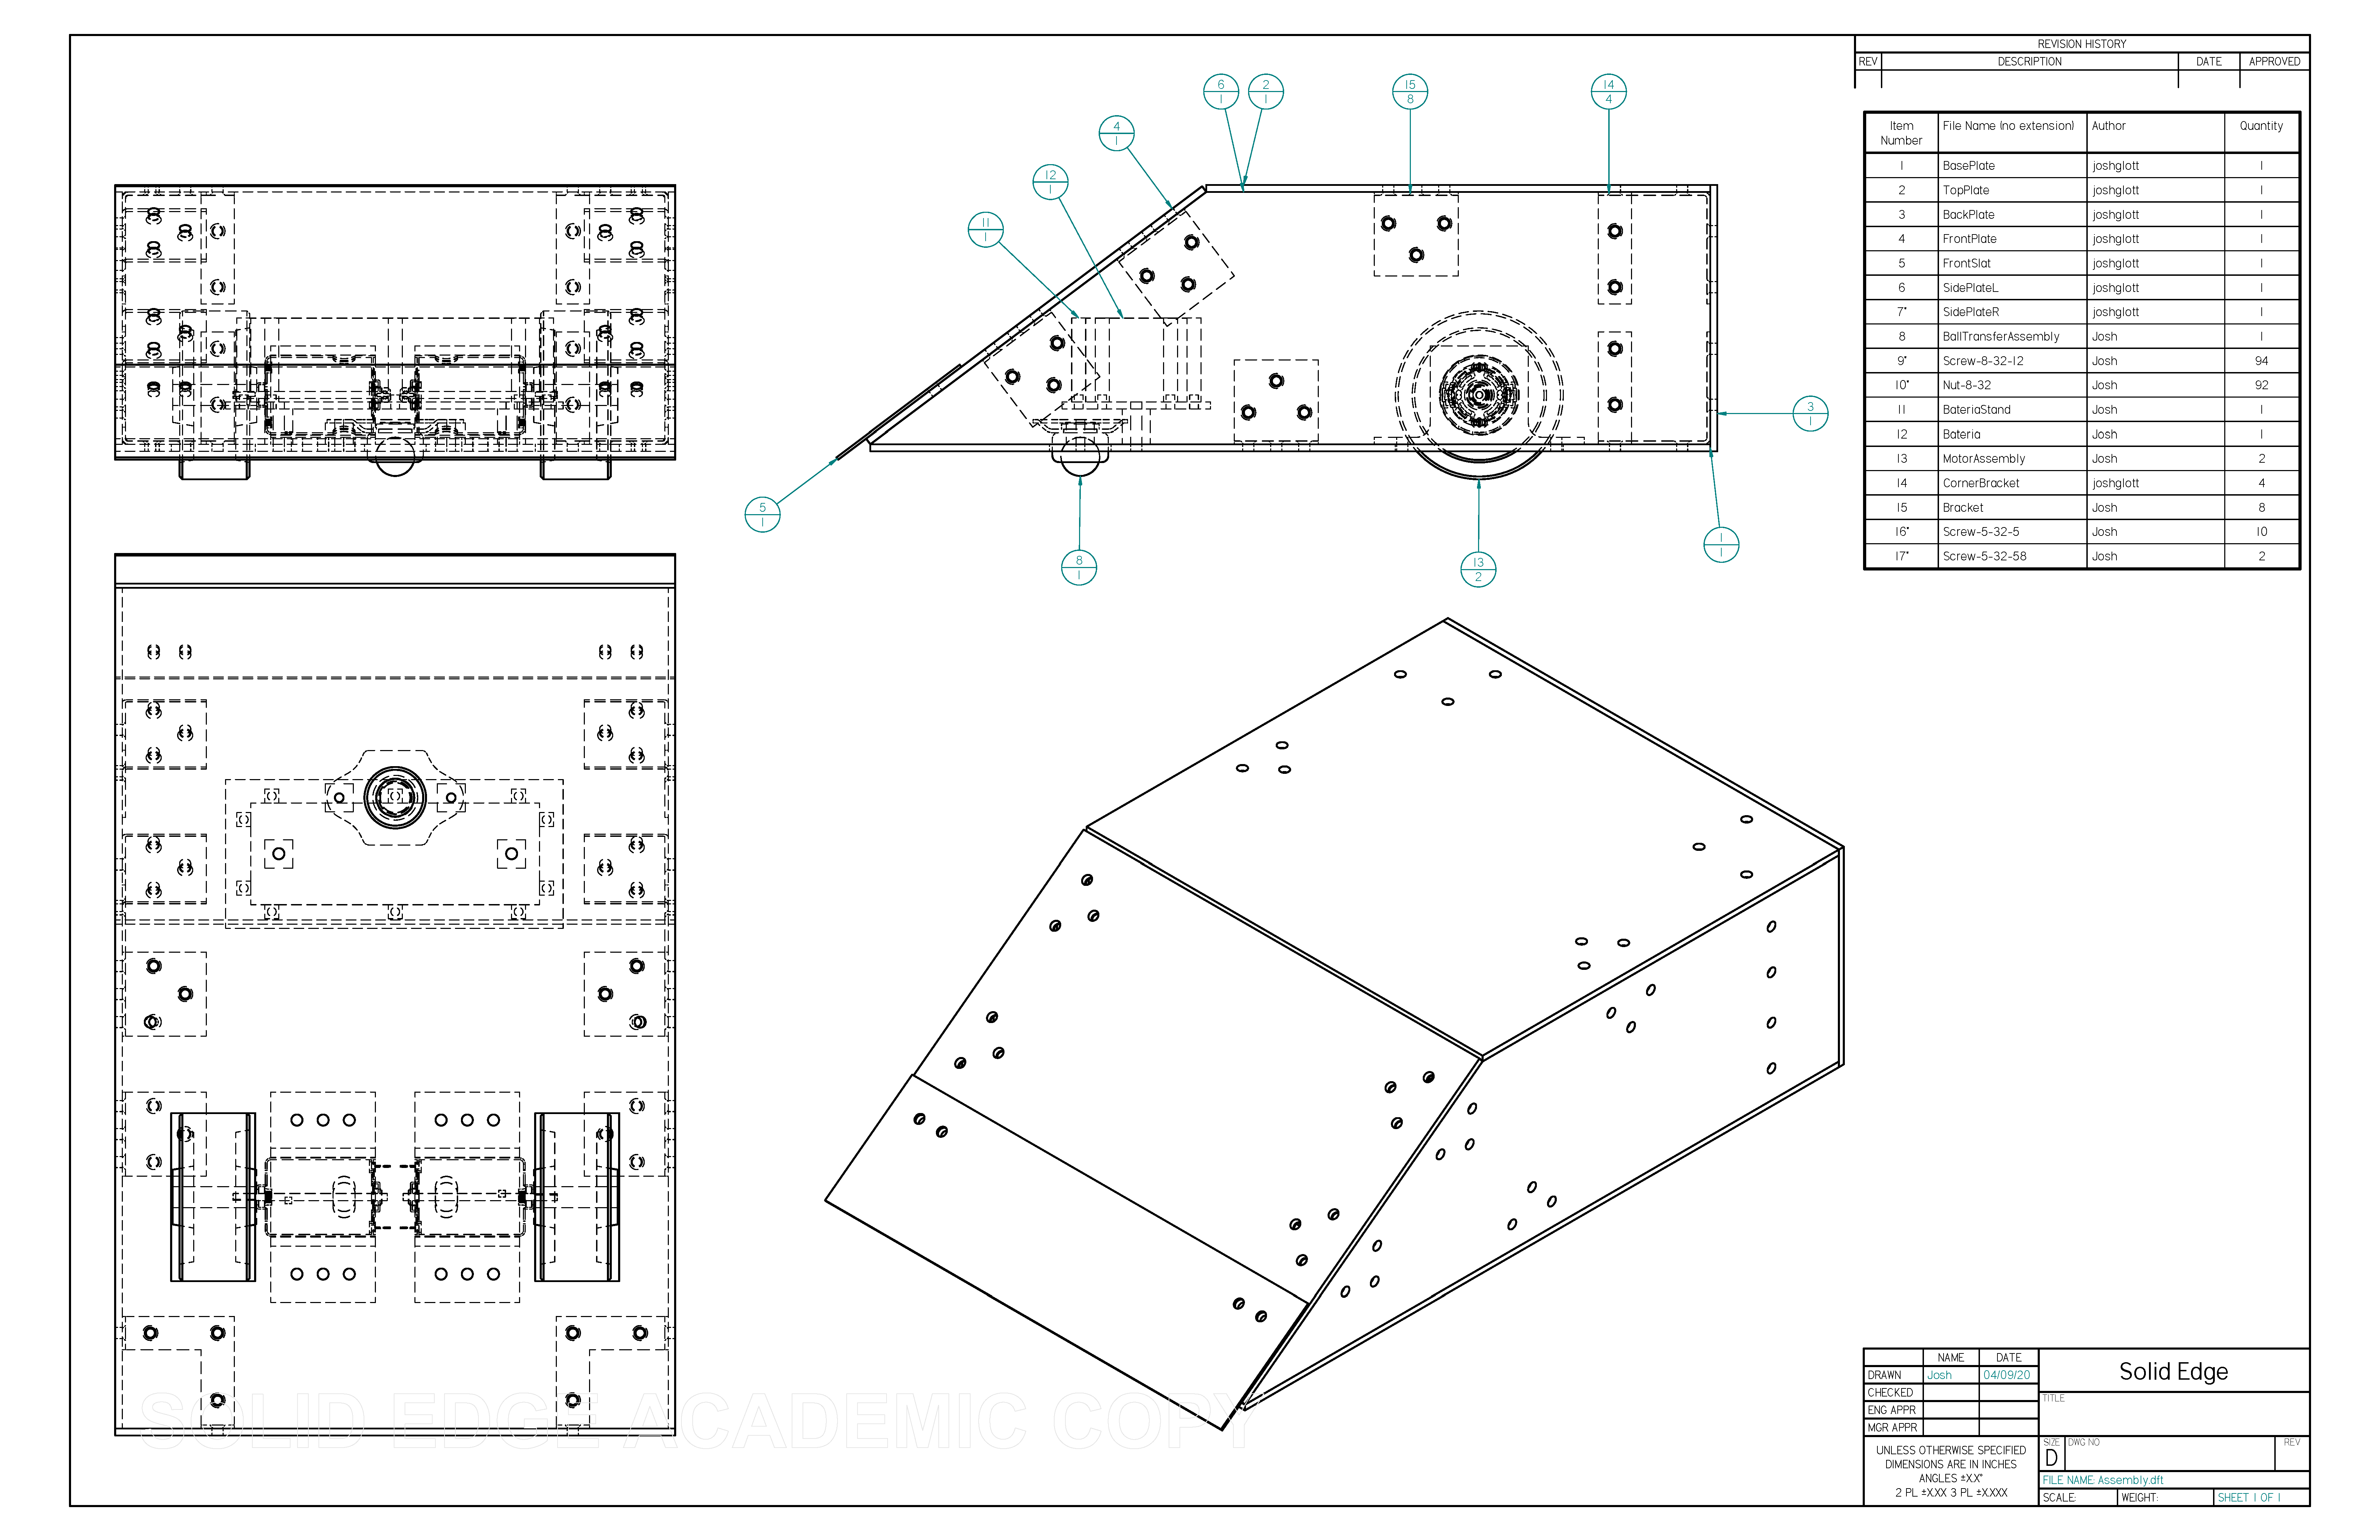 REVISION HISTORY
REV DESCRIPTION DATE APPROVED
6 1
2 1
15 8
14 4
4 1
12 1
11 1
3 1
5 1
8 1
13 2
1 1
Item Number File Name (no extension) Author Quantity
1 BasePlate joshglott 1
2 TopPlate joshglott 1
3 BackPlate joshglott 1
4 FrontPlate joshglott 1
5 FrontSlat joshglott 1
6 SidePlateL joshglott 1
7* SidePlateR joshglott 1
8 BallTransferAssembly Josh 1
9* Screw-8-32-12 Josh 94
10* Nut-8-32 Josh 92
11 BateriaStand Josh 1
12 Bateria Josh 1
13 MotorAssembly Josh 2
14 CornerBracket joshglott 4
15 Bracket Josh 8
16* Screw-5-32-5 Josh 10
17* Screw-5-32-58 Josh 2
SOLID EDGE ACADEMIC COPY
NAME DATE
DRAWN Josh 04/09/20
CHECKED
ENG APPR
MGR APPR
UNLESS OTHERWISE SPECIFIED
DIMENSIONS ARE IN INCHES
ANGLES ±X.X°
2 PL ±X.XX 3 PL ±X.XXX
Solid Edge
TITLE
SIZE DWG NO REV
D
FILE NAME: Assembly.dft
SCALE: WEIGHT: SHEET 1 OF 1